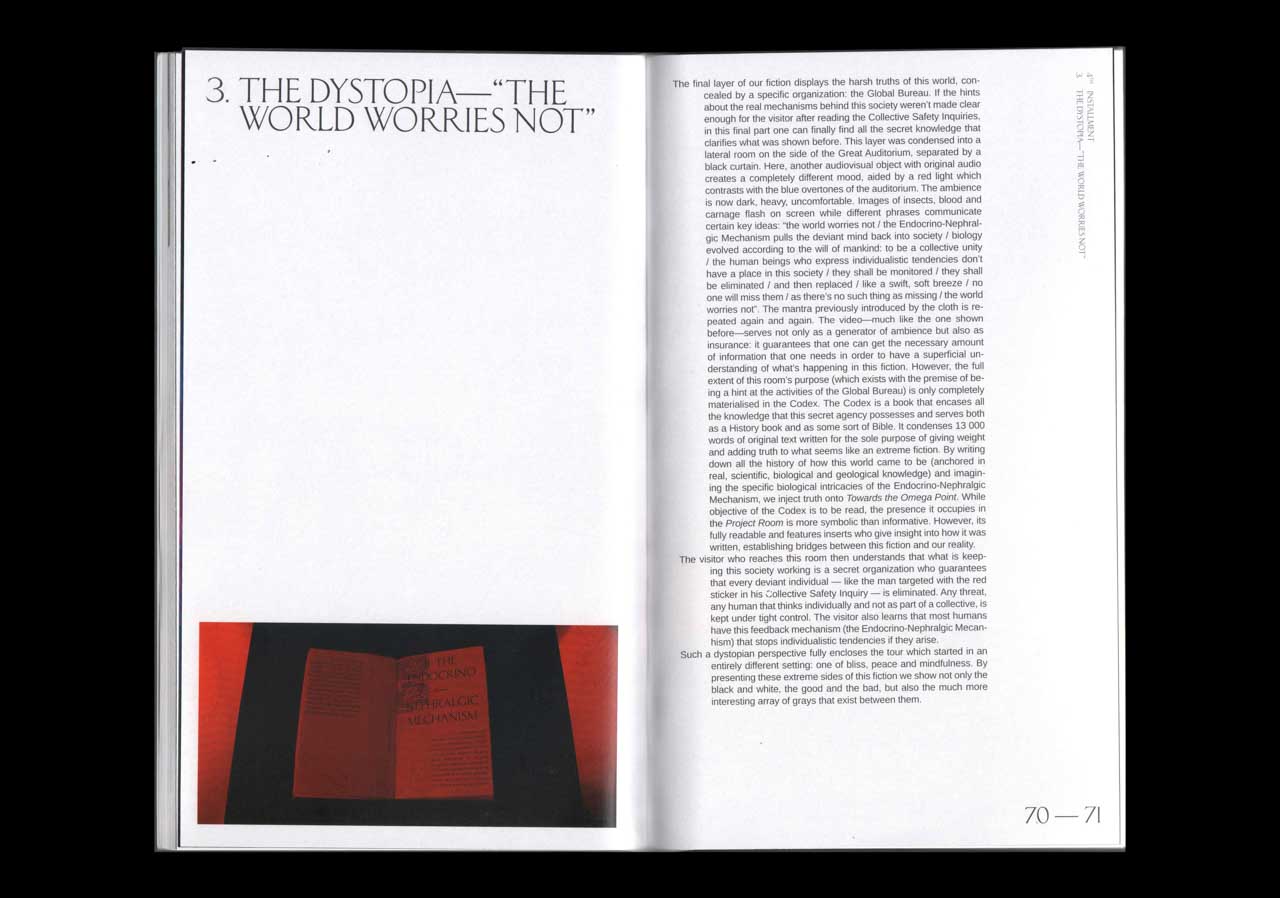 3. THE DYSTOPIA—“THE
WORLD WORRIES NOT”
& THE
ENDOCRINO
—
NEPHRALGIC
MECHANISM
The final layer of our fiction displays the harsh truths of this world, con-
cealed by a specific organization: the Global Bureau. If the hints
about the real mechanisms behind this society weren’t made clear
enough for the visitor after reading the Collective Safety Inquiries,
in this final part one can finally find all the secret knowledge that
clarifies what was shown before. This layer was condensed into a
lateral room on the side of the Great Auditorium, separated by a
black curtain. Here, another audiovisual object with original audio
creates a completely different mood, aided by a red light which
contrasts with the blue overtones of the auditorium. The ambience
is now dark, heavy, uncomfortable. Images of insects, blood and
carnage flash on screen while different phrases communicate
certain key ideas: “the world worries not / the Endocrino-Nephral-
gic Mechanism pulls the deviant mind back into society / biology
evolved according to the will of mankind: to be a collective unity
/ the human beings who express individualistic tendencies don’t
have a place in this society / they shall be monitored / they shall
be eliminated / and then replaced / like a swift, soft breeze / no
one will miss them / as there’s no such thing as missing / the world
worries not”. The mantra previously introduced by the cloth is re-
peated again and again. The video—much like the one shown
before—serves not only as a generator of ambience but also as
insurance: it guarantees that one can get the necessary amount
of information that one needs in order to have a superficial un-
derstanding of what’s happening in this fiction. However, the full
extent of this room’s purpose (which exists with the premise of be-
ing a hint at the activities of the Global Bureau) is only completely
materialised in the Codex. The Codex is a book that encases all
the knowledge that this secret agency possesses and serves both
as a History book and as some sort of Bible. It condenses 13 000
words of original text written for the sole purpose of giving weight
and adding truth to what seems like an extreme fiction. By writing
down all the history of how this world came to be (anchored in
real, scientific, biological and geological knowledge) and imagin-
ing the specific biological intricacies of the Endocrino-Nephralgic
Mechanism, we inject truth onto Towards the Omega Point. While
objective of the Codex is to be read, the presence it occupies in
the Project Room is more symbolic than informative. However, its
fully readable and features inserts who give insight into how it was
written, establishing bridges between this fiction and our reality.
The visitor who reaches this room then understands that what is keep-
ing this society working is a secret organization who guarantees
that every deviant individual — like the man targeted with the red
sticker in his Collective Safety Inquiry — is eliminated. Any threat,
any human that thinks individually and not as part of a collective, is
kept under tight control. The visitor also learns that most humans
have this feedback mechanism (the Endocrino-Nephralgic Mecan-
hism) that stops individualistic tendencies if they arise.
Such a dystopian perspective fully encloses the tour which started in an
entirely different setting: one of bliss, peace and mindfulness. By
presenting these extreme sides of this fiction we show not only the
black and white, the good and the bad, but also the much more
interesting array of grays that exist between them.
4TH INSTALLMENT
3. THE DYSTOPIA—“THE WORLD WORRIES NOT”
70 — 71